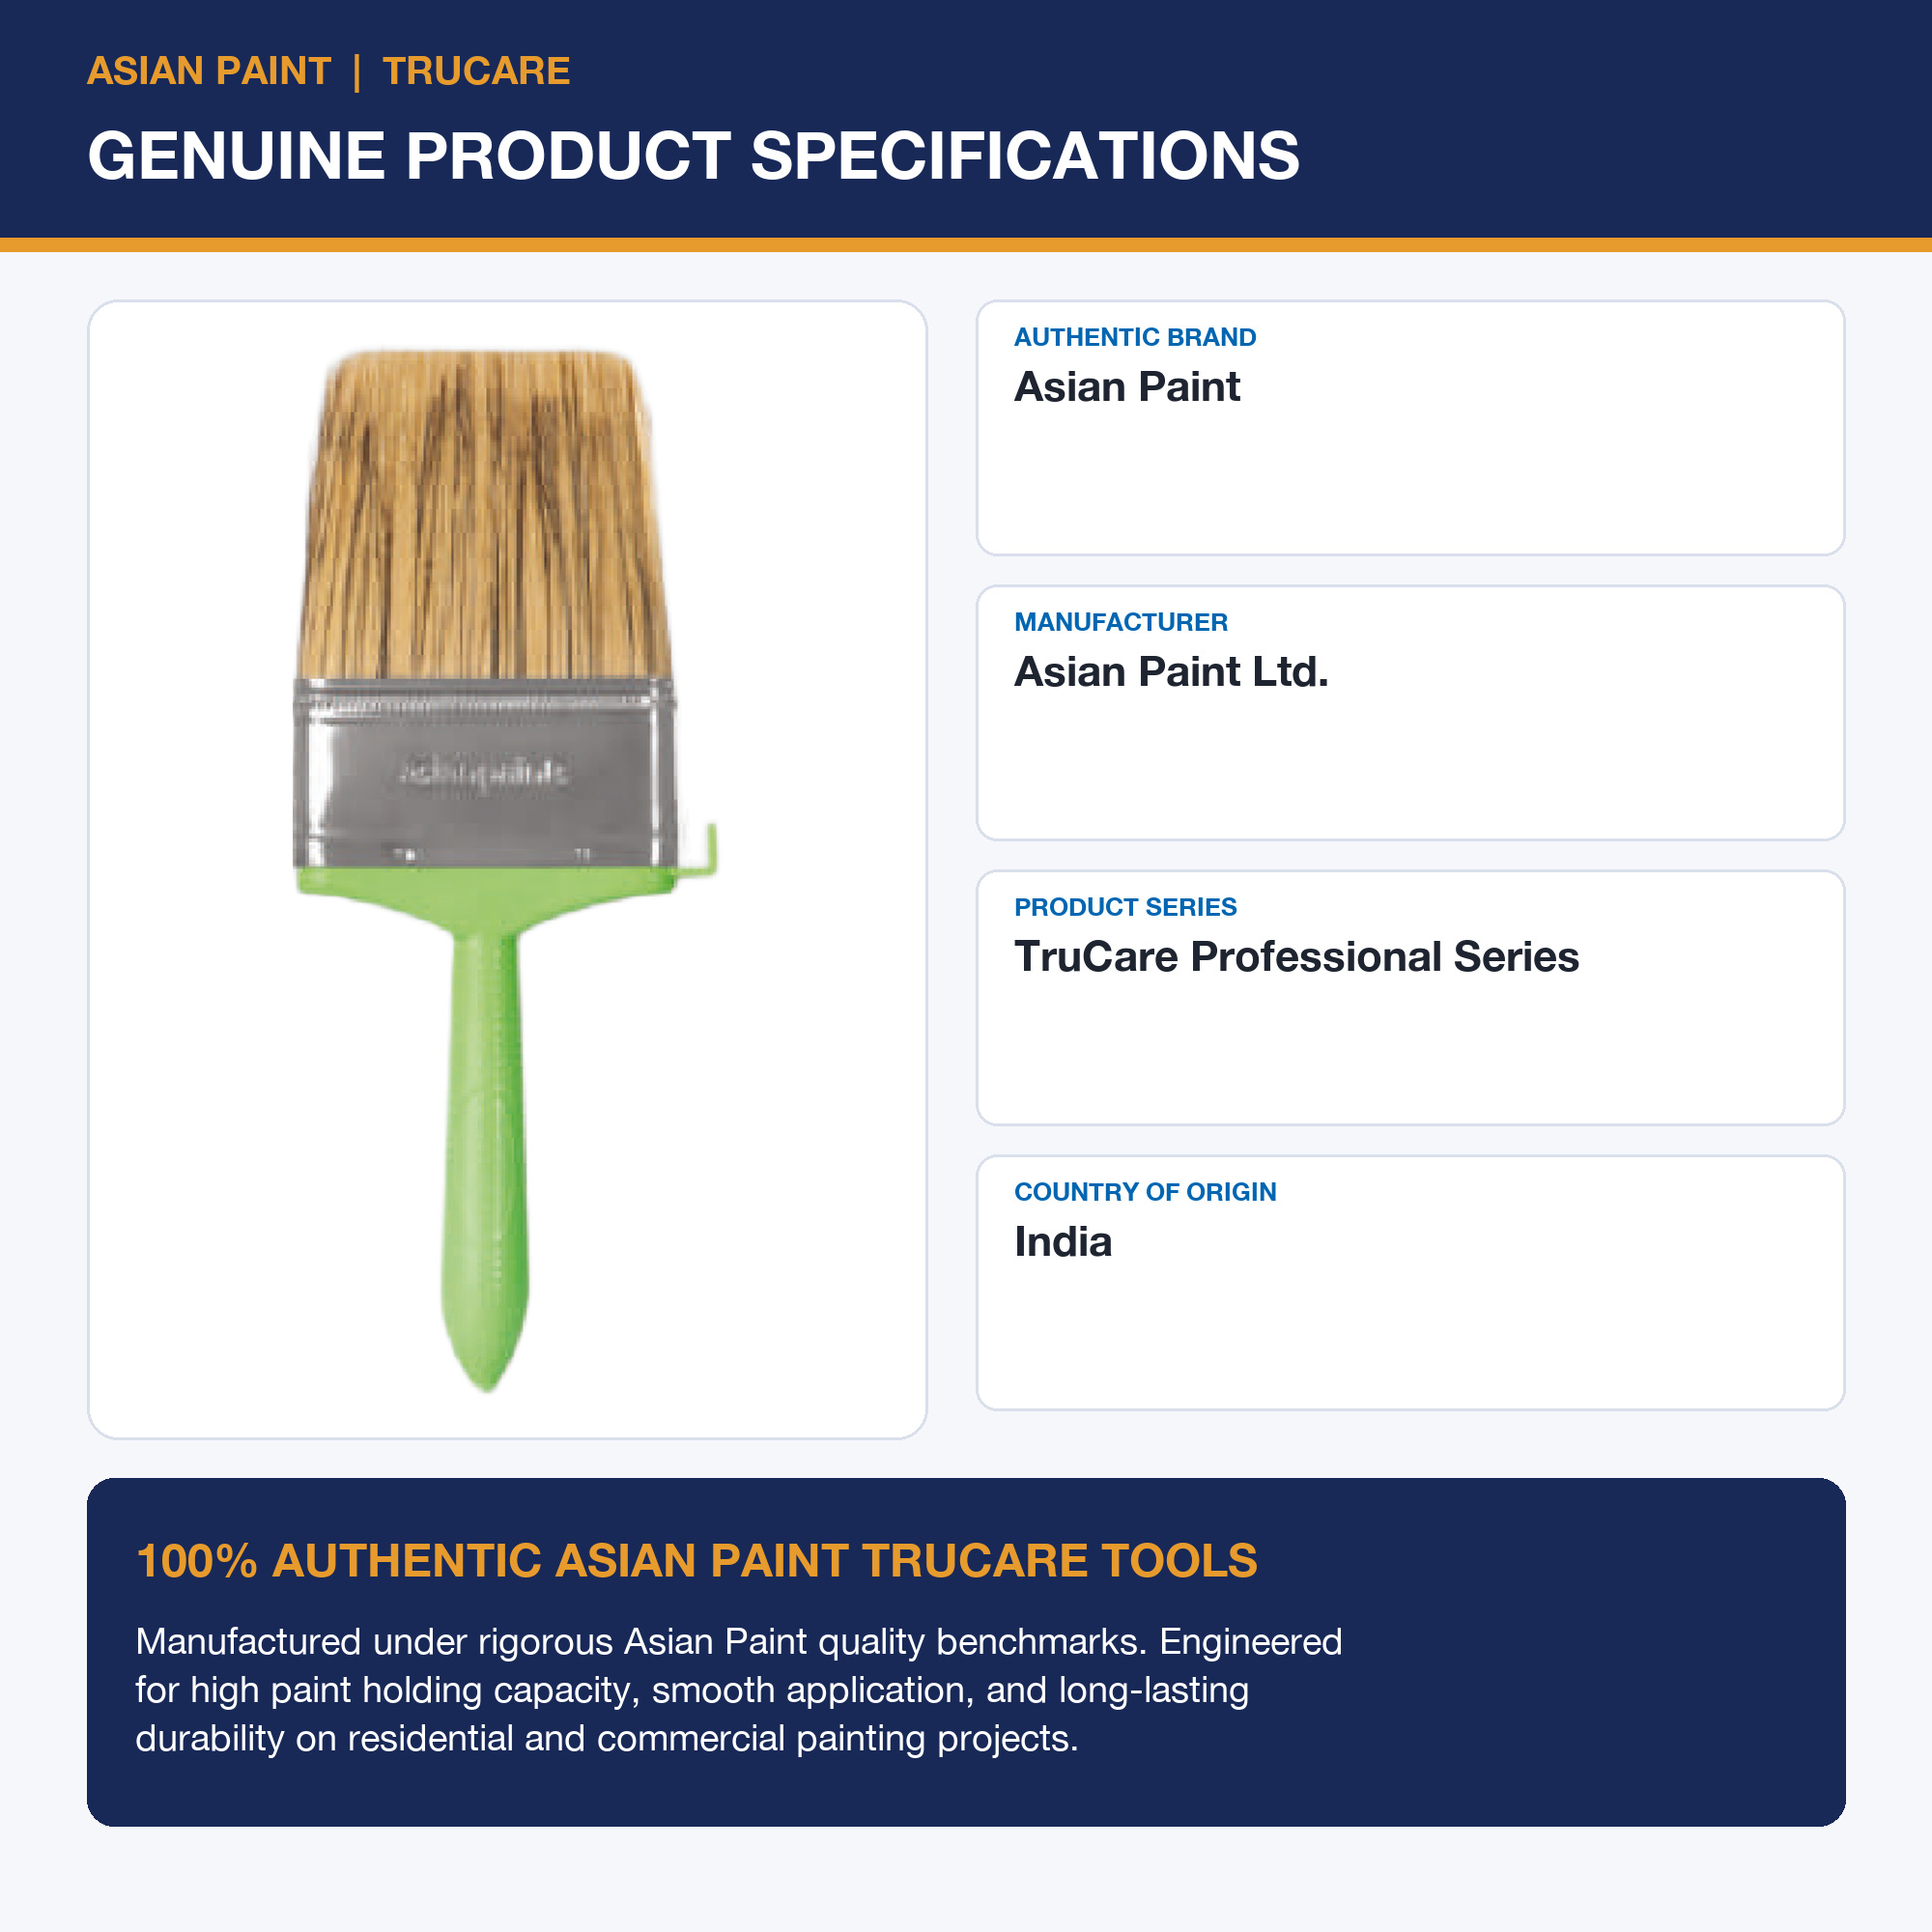 ASIAN PAINT | TRUCARE
GENUINE PRODUCT SPECIFICATIONS
AUTHENTIC BRAND
Asian Paint
MANUFACTURER
Asian Paint Ltd.
PRODUCT SERIES
TruCare Professional Series
COUNTRY OF ORIGIN
India
100% AUTHENTIC ASIAN PAINT TRUCARE TOOLS
Manufactured under rigorous Asian Paint quality benchmarks. Engineered
for high paint holding capacity, smooth application, and long-lasting
durability on residential and commercial painting projects.